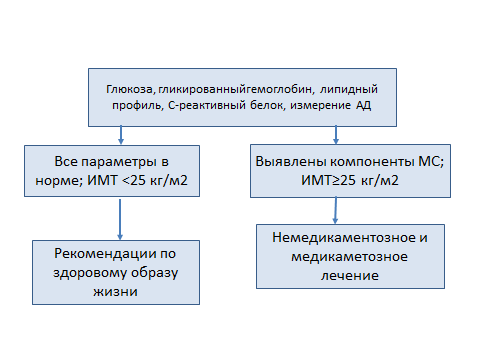 Глюкоза, гликированныйгемоглобин, липидный
профиль, С-реактивный белок, измерение АД
Все параметры в
норме; ИМТ <25 кг/м2
Выявлены компоненты МС;
ИМТ≥25 кг/м2
Рекомендации по
здоровому образу
жизни
Немедикаментозное и
медикаметозное
лечение